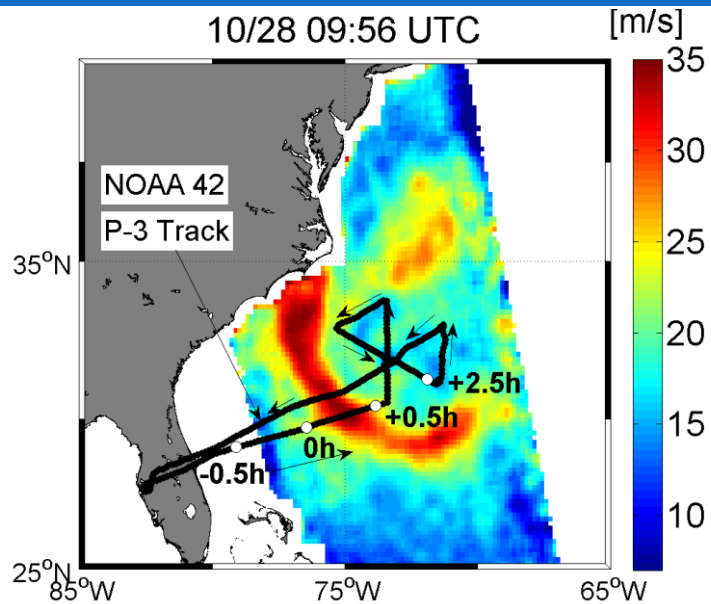 10/28 09:56 UTC
[m/s]
35
30
25
20
15
10
NOAA 42
P-3 Track
35°N
25°N
+2.5h
+0.5h
0h
-0.5h
85°W
75°W
65°W